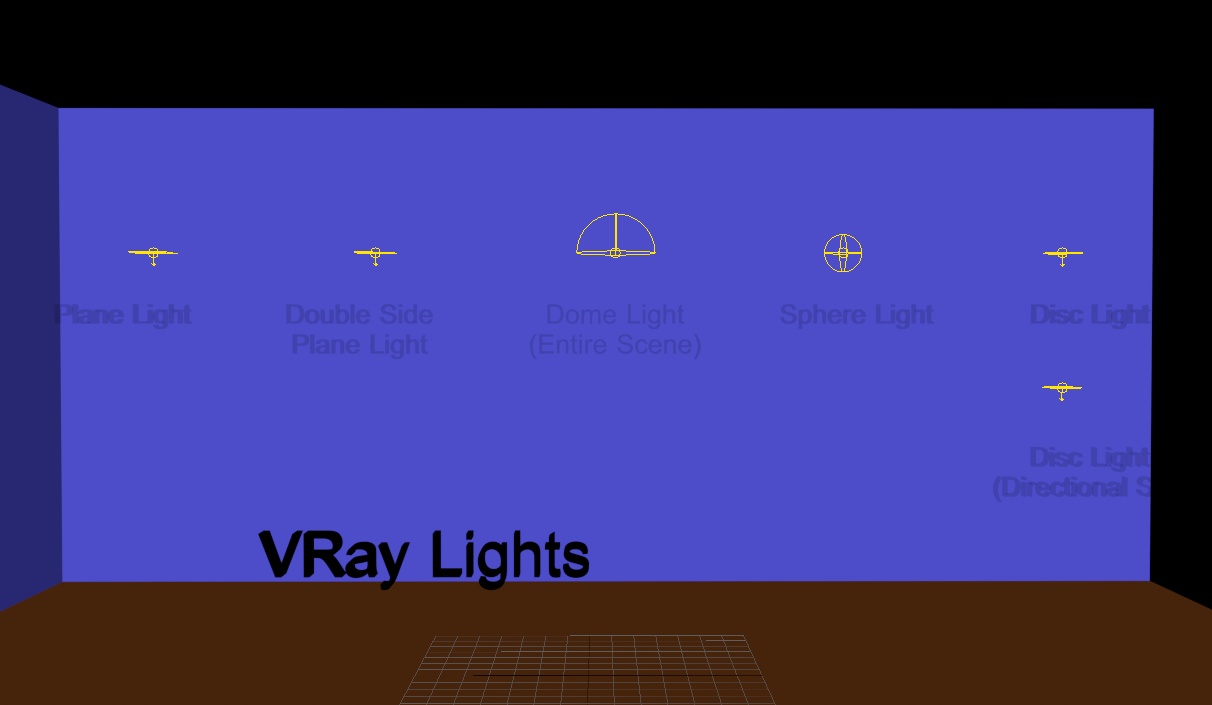 Plane Light
Double Side
Plane Light
Dome Light
(Entire Scene)
Sphere Light
Disc Light
Disc Light
(Directional S
VRay Lights